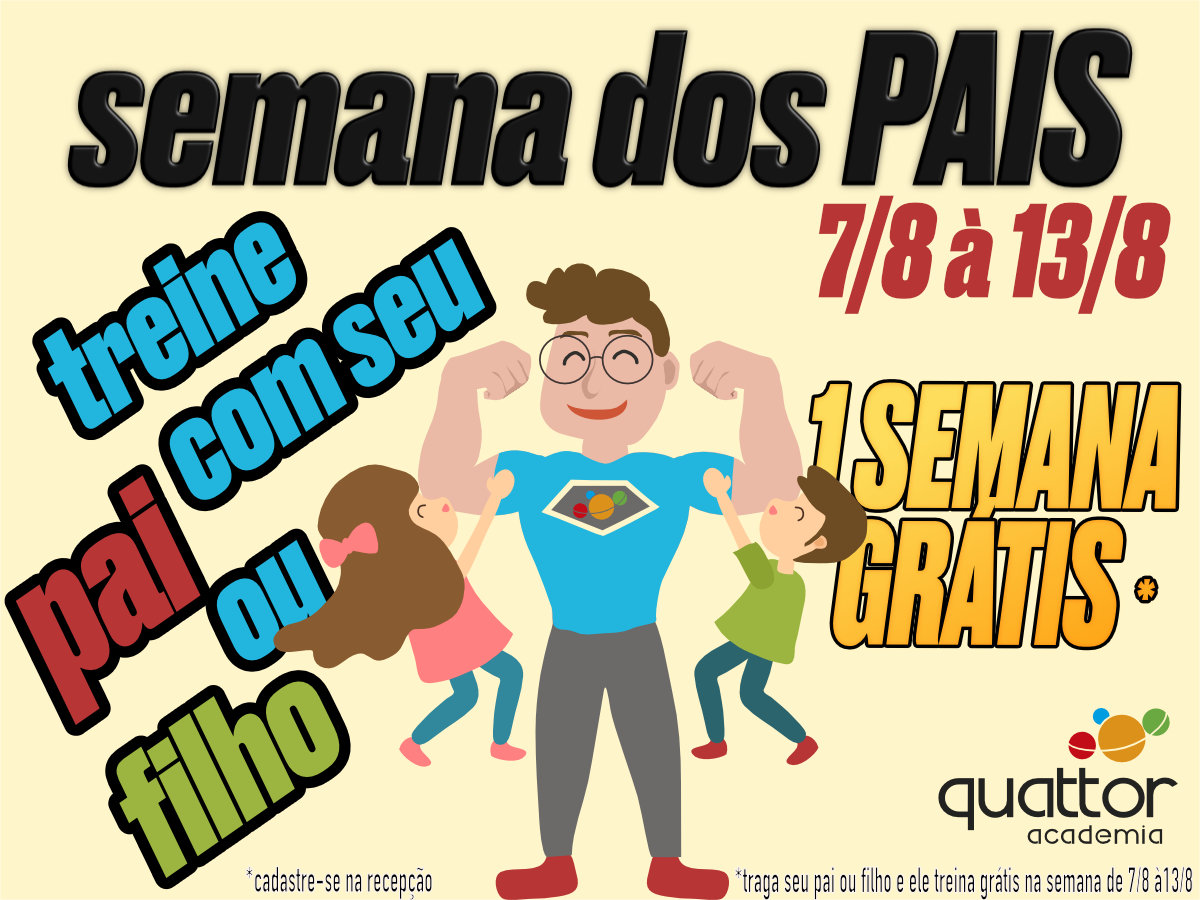 semana dos PAIS
7/8 à 13/8
treine
com seu
pai
ou
filho
1 SEMANA
GRÁTIS *
quattor
academia
*cadastre-se na recepção
*traga seu pai ou filho e ele treina grátis na semana de 7/8 à13/8